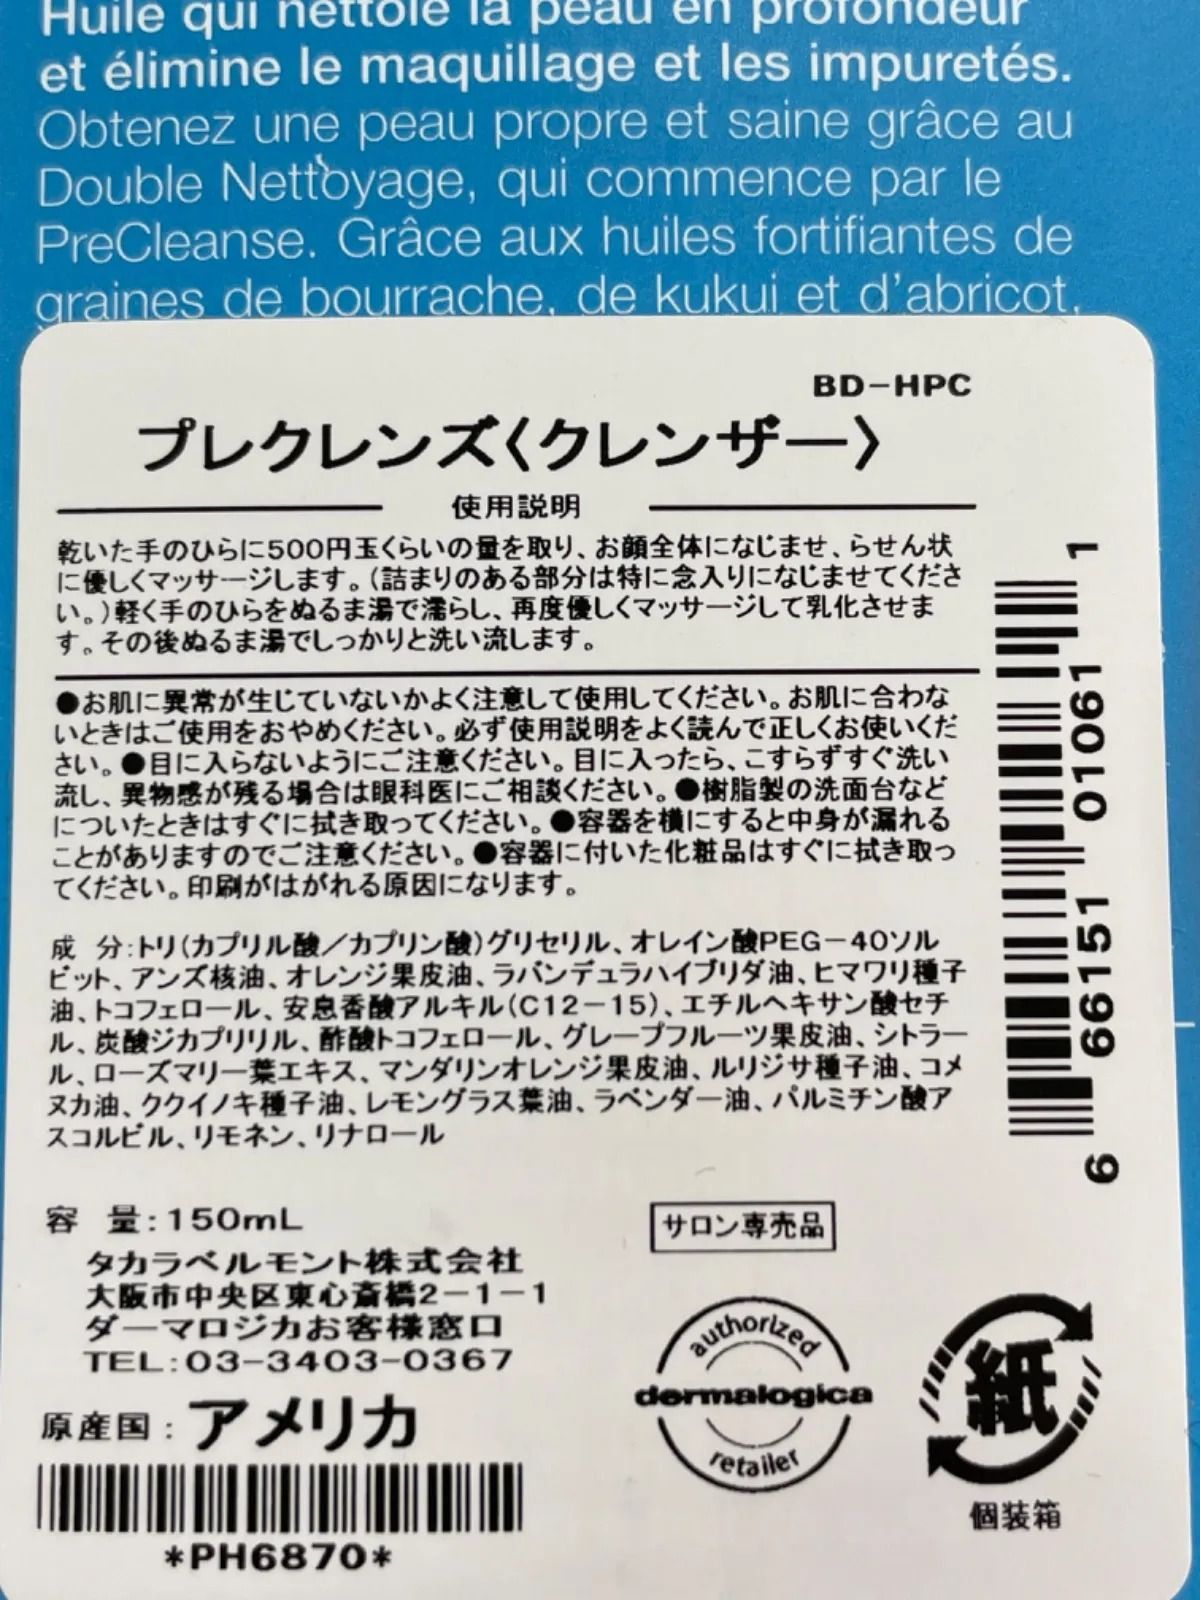 Huile qui nettoie la peau en profondeur
et élimine le maquillage et les impuretés.
Obtenez une peau propre et saine grâce au
Double Nettoyage, qui commence par le
PreCleanse. Grâce aux huiles fortifiantes de
graines de bourrache, de kukui et d'abricot,
BD-HPC
プレクレンズ〈クレンザー〉
使用説明
乾いた手のひらに500円玉くらいの量を取り、お顔全体になじませ、らせん状
に優しくマッサージします。(詰まりのある部分は特に念入りになじませてくださ
い。)軽く手のひらをぬるま湯で濡らし、再度優しくマッサージして乳化させま
す。その後ぬるま湯でしっかりと洗い流します。
●お肌に異常が生じていないかよく注意して使用してください。お肌に合わな
いときはご使用をおやめください。必ず使用説明をよく読んで正しくお使いくだ
さい。●目に入らないようにご注意ください。目に入ったら、こすらずすぐ洗い
流し、異物感が残る場合は眼科医にご相談ください。●樹脂製の洗面台など
についたときはすぐに拭き取ってください。●容器を横にすると中身が漏れる
ことがありますのでご注意ください。●容器に付いた化粧品はすぐに拭き取っ
てください。印刷がはがれる原因になります。
成 分:トリ(カプリル酸/カプリン酸)グリセリル、オレイン酸PEG-40ソル
ビット、アンズ核油、オレンジ果皮油、ラバンデュラハイブリダ油、ヒマワリ種子
油、トコフェロール、安息香酸アルキル(C12-15)、エチルヘキサン酸セチ
ル、炭酸ジカプリリル、酢酸トコフェロール、グレープフルーツ果皮油、シトラー
ル、ローズマリー葉エキス、マンダリンオレンジ果皮油、ルリジサ種子油、コメ
ヌカ油、ククイノキ種子油、レモングラス葉油、ラベンダー油、パルミチン酸ア
スコルビル、リモネン、リナロール
6 66151 01061 1
容 量:150mL
タカラベルモント株式会社
大阪市中央区東心斎橋2-1-1
ダーマロジカお客様窓口
TEL:03-3403-0367
原産国:アメリカ
*PH6870*
サロン専売品
authorized
dermalogica
retailer
紙
個装箱